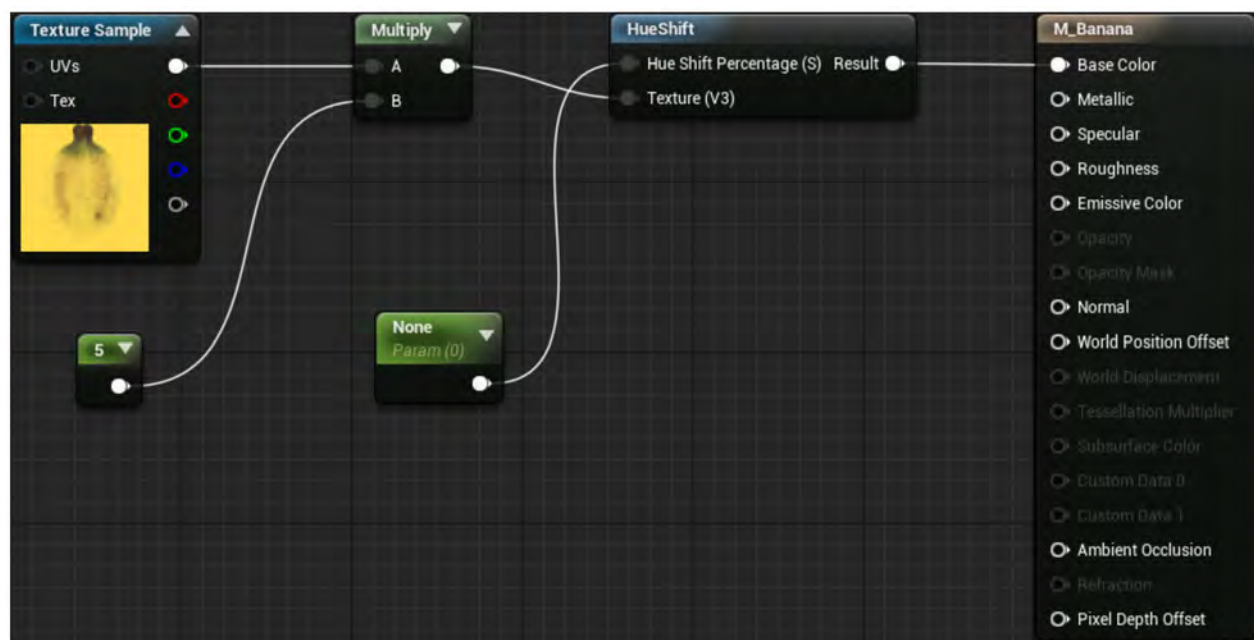 Texture Sample
UVs
Tex
5
Multiply
A
B
None
Param (0)
HueShift
Hue Shift Percentage (S) Result
Texture (V3)
M_Banana
Base Color
Metallic
Specular
Roughness
Emissive Color
Opacity
Opacity Mask
Normal
World Position Offset
World Displacement
Tessellation Multiplier
Subsurface Color
Custom Data 0
Custom Data 1
Ambient Occlusion
Refraction
Pixel Depth Offset